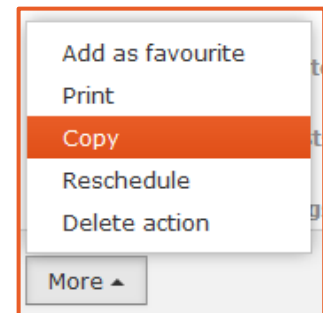 Add as favourite
Print
Copy
Reschedule
Delete action
More